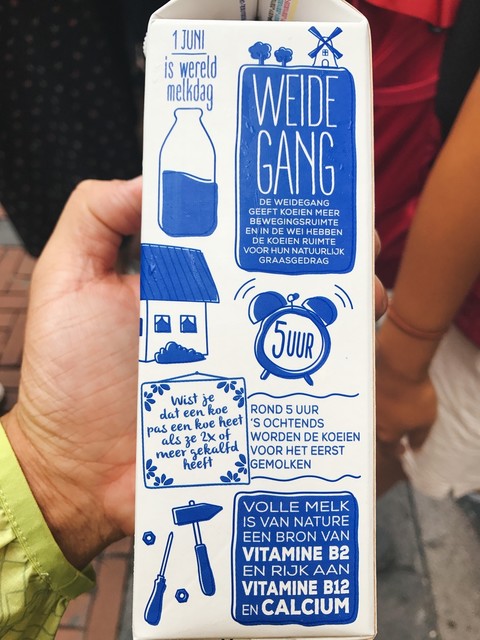 1 JUNI
is wereld
melkdag
WEIDE
GANG
DE WEIDEGANG
GEEFT KOEIEN MEER
BEWEGINGSRUIMTE
EN IN DE WEI HEBBEN
DE KOEIEN RUIMTE
VOOR HUN NATUURLIJK
GRAASGEDRAG
5 UUR
Wist je
dat een koe
pas een koe heet
als ze 2x of
meer gekalfd
heeft
ROND 5 UUR
'S OCHTENDS
WORDEN DE KOEIEN
VOOR HET EERST
GEMOLKEN
VOLLE MELK
IS VAN NATURE
EEN BRON VAN
VITAMINE B2
EN RIJK AAN
VITAMINE B12
EN CALCIUM